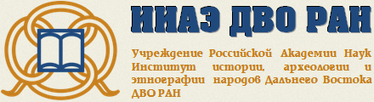 ИИАЭ ДВО РАН
Учреждение Российской Академии Наук
Институт истории, археологии и
этнографии народов Дальнего Востока
ДВО РАН